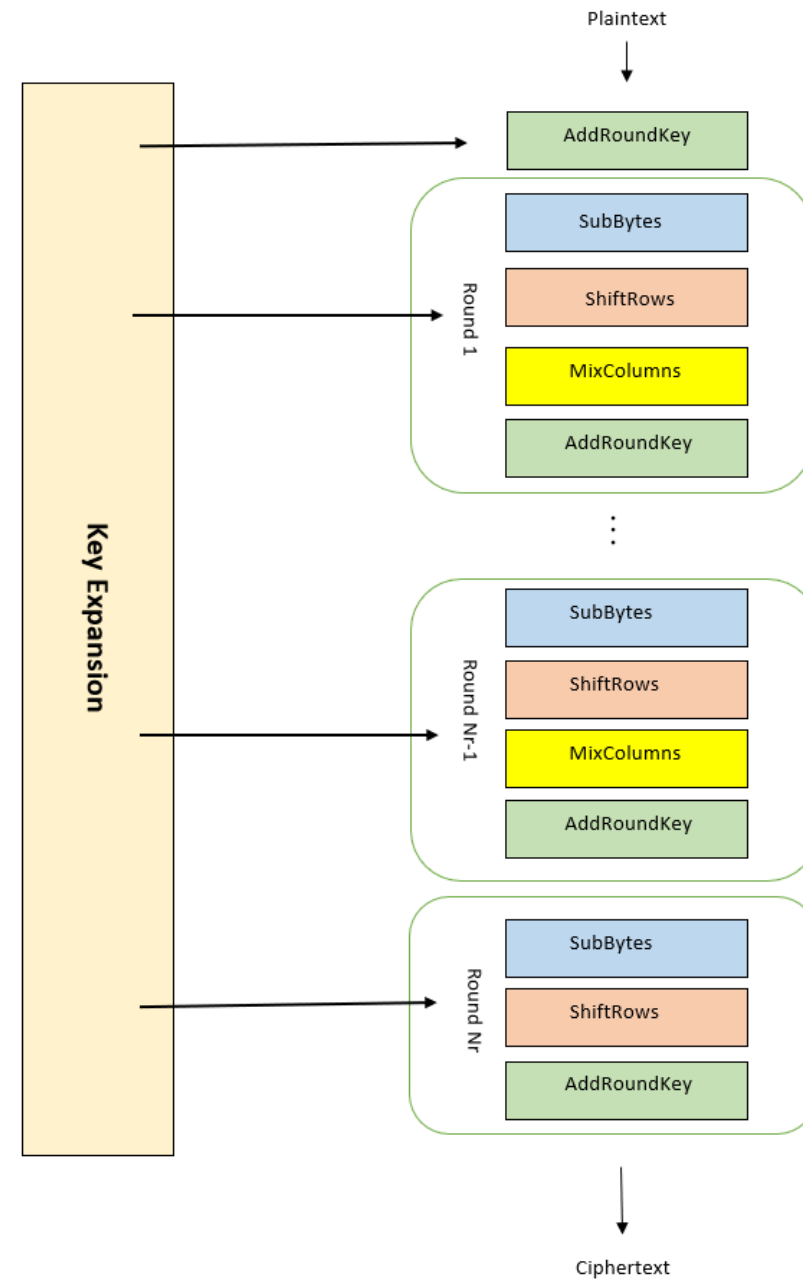 Plaintext
AddRoundKey
SubBytes
ShiftRows
MixColumns
AddRoundKey
Round 1
⋮
Key Expansion
SubBytes
ShiftRows
MixColumns
AddRoundKey
Round Nr-1
SubBytes
ShiftRows
AddRoundKey
Round Nr
Ciphertext